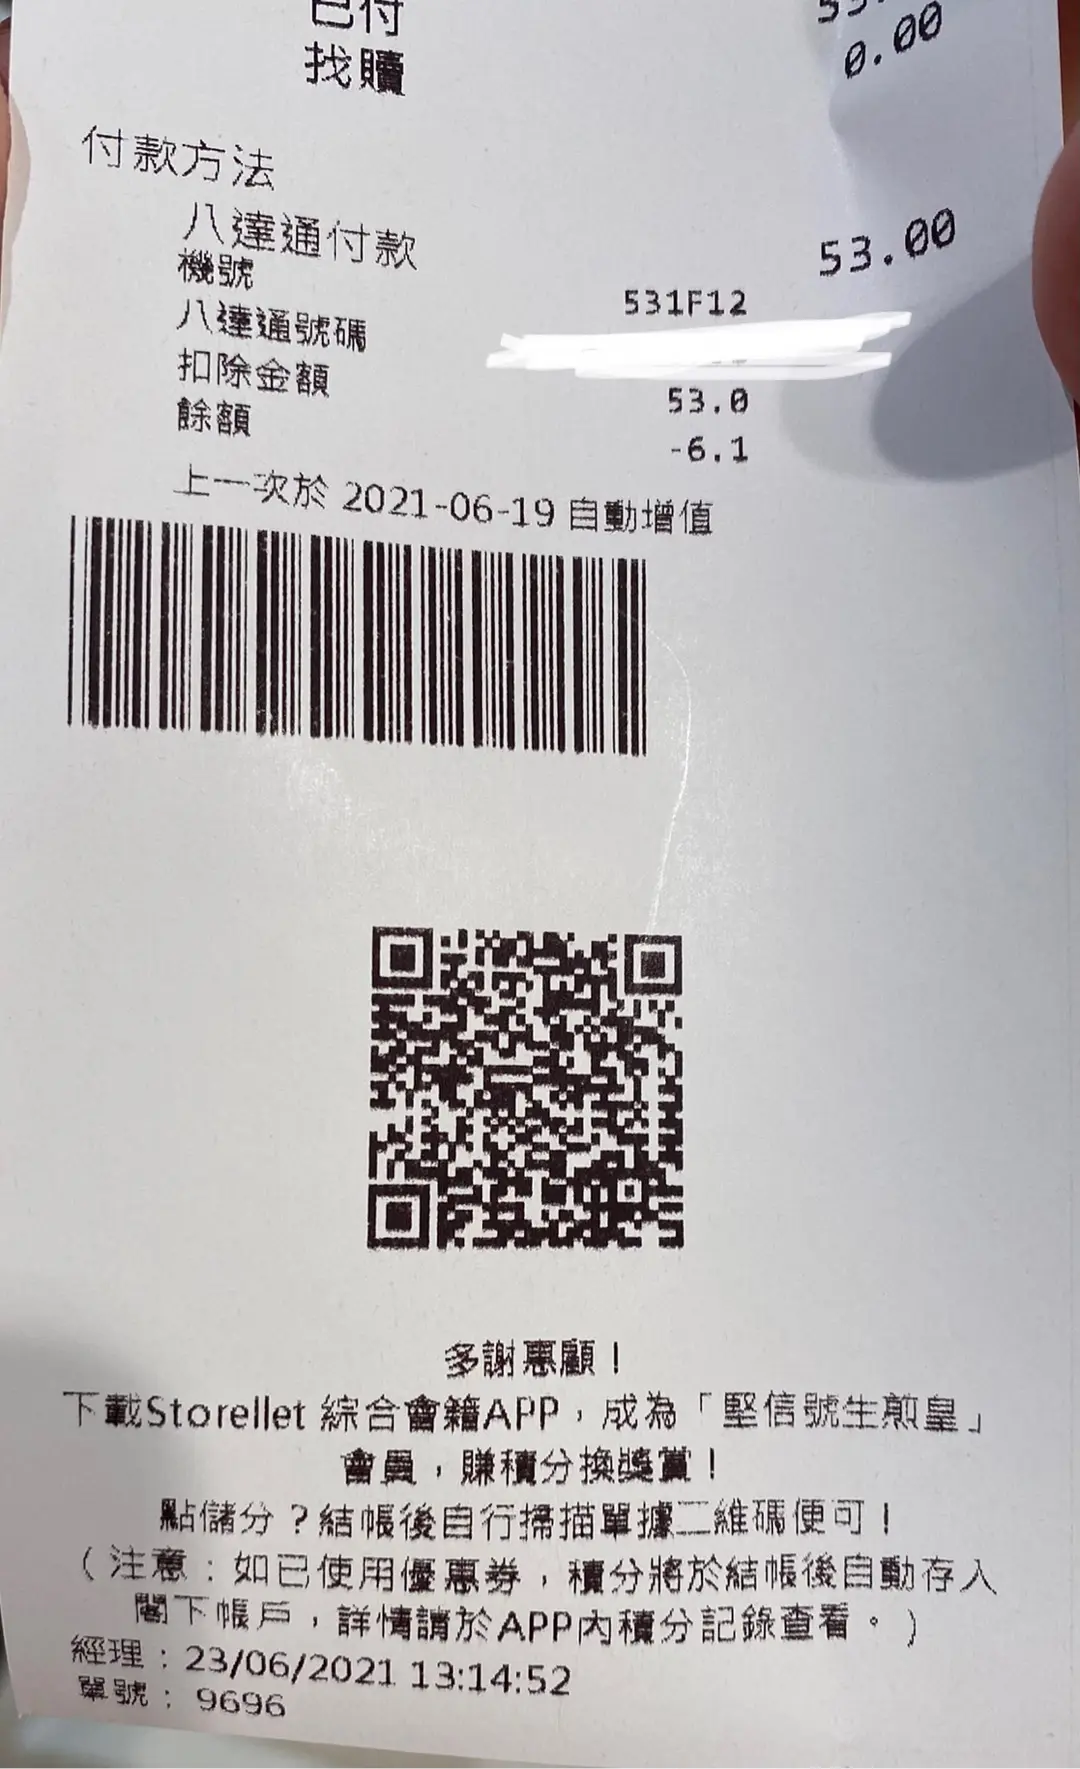 已付 53.
找贖 0.00
付款方法
八達通付款 53.00
機號 531F12
八達通號碼
扣除金額 53.0
餘額 -6.1
上一次於 2021-06-19 自動增值
多謝惠顧！
下載Storellet 綜合會籍APP，成為「堅信號生煎皇」
會員，賺積分換獎賞！
點儲分？結帳後自行掃描單據二維碼便可！
（注意：如已使用優惠券，積分將於結帳後自動存入
閣下帳戶，詳情請於APP內積分記錄查看。）
經理：23/06/2021 13:14:52
單號：9696